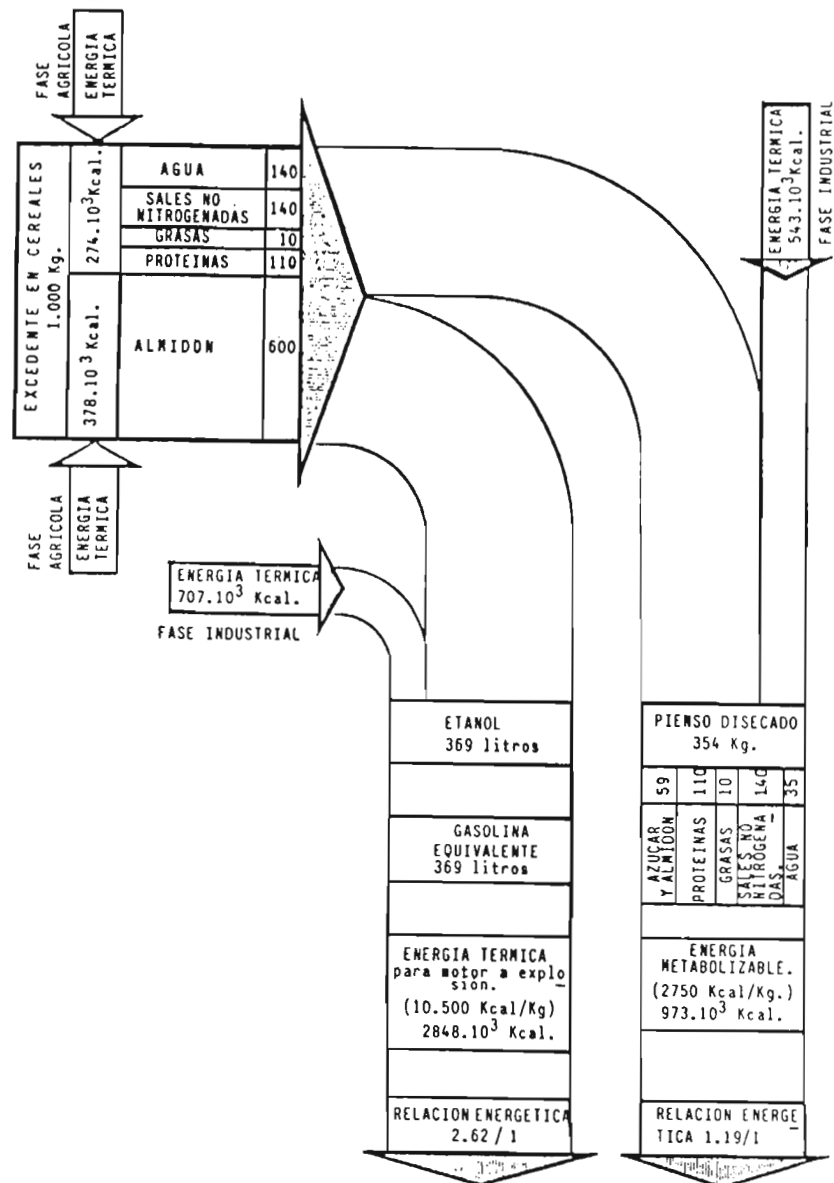 FASE
AGRICOLA
ENERGIA
TERMICA
EXCEDENTE EN CEREALES
1.000 Kg.
274.10³Kcal.
378.10³ Kcal.
AGUA 140
SALES NO
NITROGENADAS 140
GRASAS 10
PROTEINAS 110
ALMIDON 600
FASE
AGRICOLA
ENERGIA
TERMICA
ENERGIA TERMICA
543.10³Kcal.
FASE INDUSTRIAL
ENERGIA TERMICA
707.10³ Kcal.
FASE INDUSTRIAL
ETANOL
369 litros
GASOLINA
EQUIVALENTE
369 litros
ENERGIA TERMICA
para motor a explo_
sión.
(10.500 Kcal/Kg)
2848.10³ Kcal.
RELACION ENERGETICA
2.62 / 1
PIENSO DISECADO
354 Kg.
59
110
10
140
35
AZUCAR
Y ALMIDON
PROTEINAS
GRASAS
SALES NO
NITROGENA_
DAS.
AGUA
ENERGIA
METABOLIZABLE.
(2750 Kcal/Kg.)
973.10³ Kcal.
RELACION ENERGE_
TICA 1.19/1